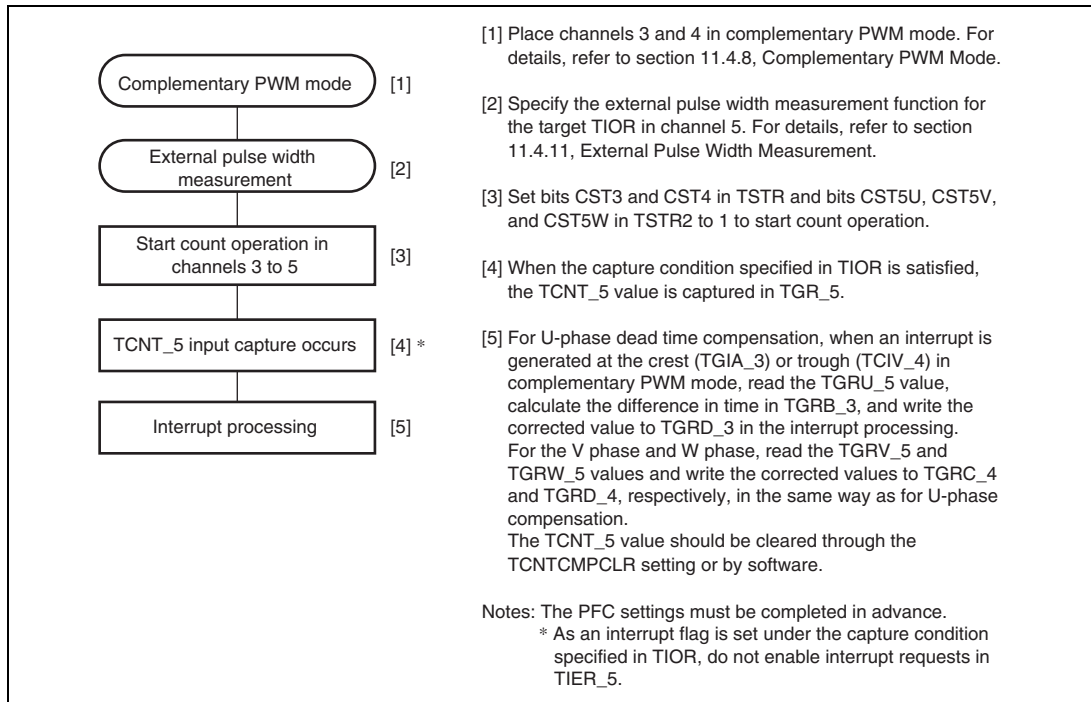 Complementary PWM mode [1]
External pulse width
measurement
[2]
Start count operation in
channels 3 to 5
[3]
TCNT_5 input capture occurs [4] *
Interrupt processing [5]
[1] Place channels 3 and 4 in complementary PWM mode. For
details, refer to section 11.4.8, Complementary PWM Mode.
[2] Specify the external pulse width measurement function for
the target TIOR in channel 5. For details, refer to section
11.4.11, External Pulse Width Measurement.
[3] Set bits CST3 and CST4 in TSTR and bits CST5U, CST5V,
and CST5W in TSTR2 to 1 to start count operation.
[4] When the capture condition specified in TIOR is satisfied,
the TCNT_5 value is captured in TGR_5.
[5] For U-phase dead time compensation, when an interrupt is
generated at the crest (TGIA_3) or trough (TCIV_4) in
complementary PWM mode, read the TGRU_5 value,
calculate the difference in time in TGRB_3, and write the
corrected value to TGRD_3 in the interrupt processing.
For the V phase and W phase, read the TGRV_5 and
TGRW_5 values and write the corrected values to TGRC_4
and TGRD_4, respectively, in the same way as for U-phase
compensation.
The TCNT_5 value should be cleared through the
TCNTCMPCLR setting or by software.
Notes: The PFC settings must be completed in advance.
* As an interrupt flag is set under the capture condition
specified in TIOR, do not enable interrupt requests in
TIER_5.